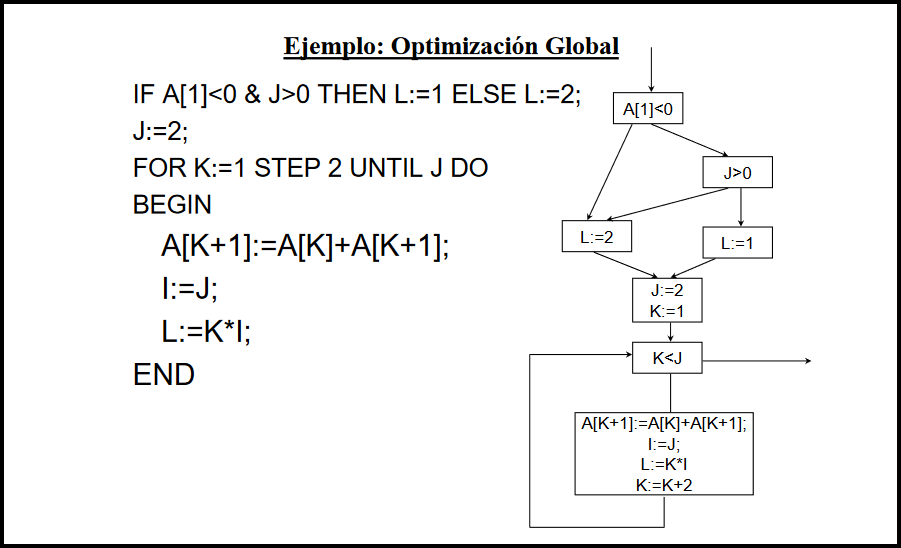 Ejemplo: Optimización Global
IF A[1]<0 & J>0 THEN L:=1 ELSE L:=2;
J:=2;
FOR K:=1 STEP 2 UNTIL J DO
BEGIN
A[K+1]:=A[K]+A[K+1];
I:=J;
L:=K*I;
END
A[1]<0
J>0
L:=2
L:=1
J:=2
K:=1
K<J
A[K+1]:=A[K]+A[K+1];
I:=J;
L:=K*I
K:=K+2